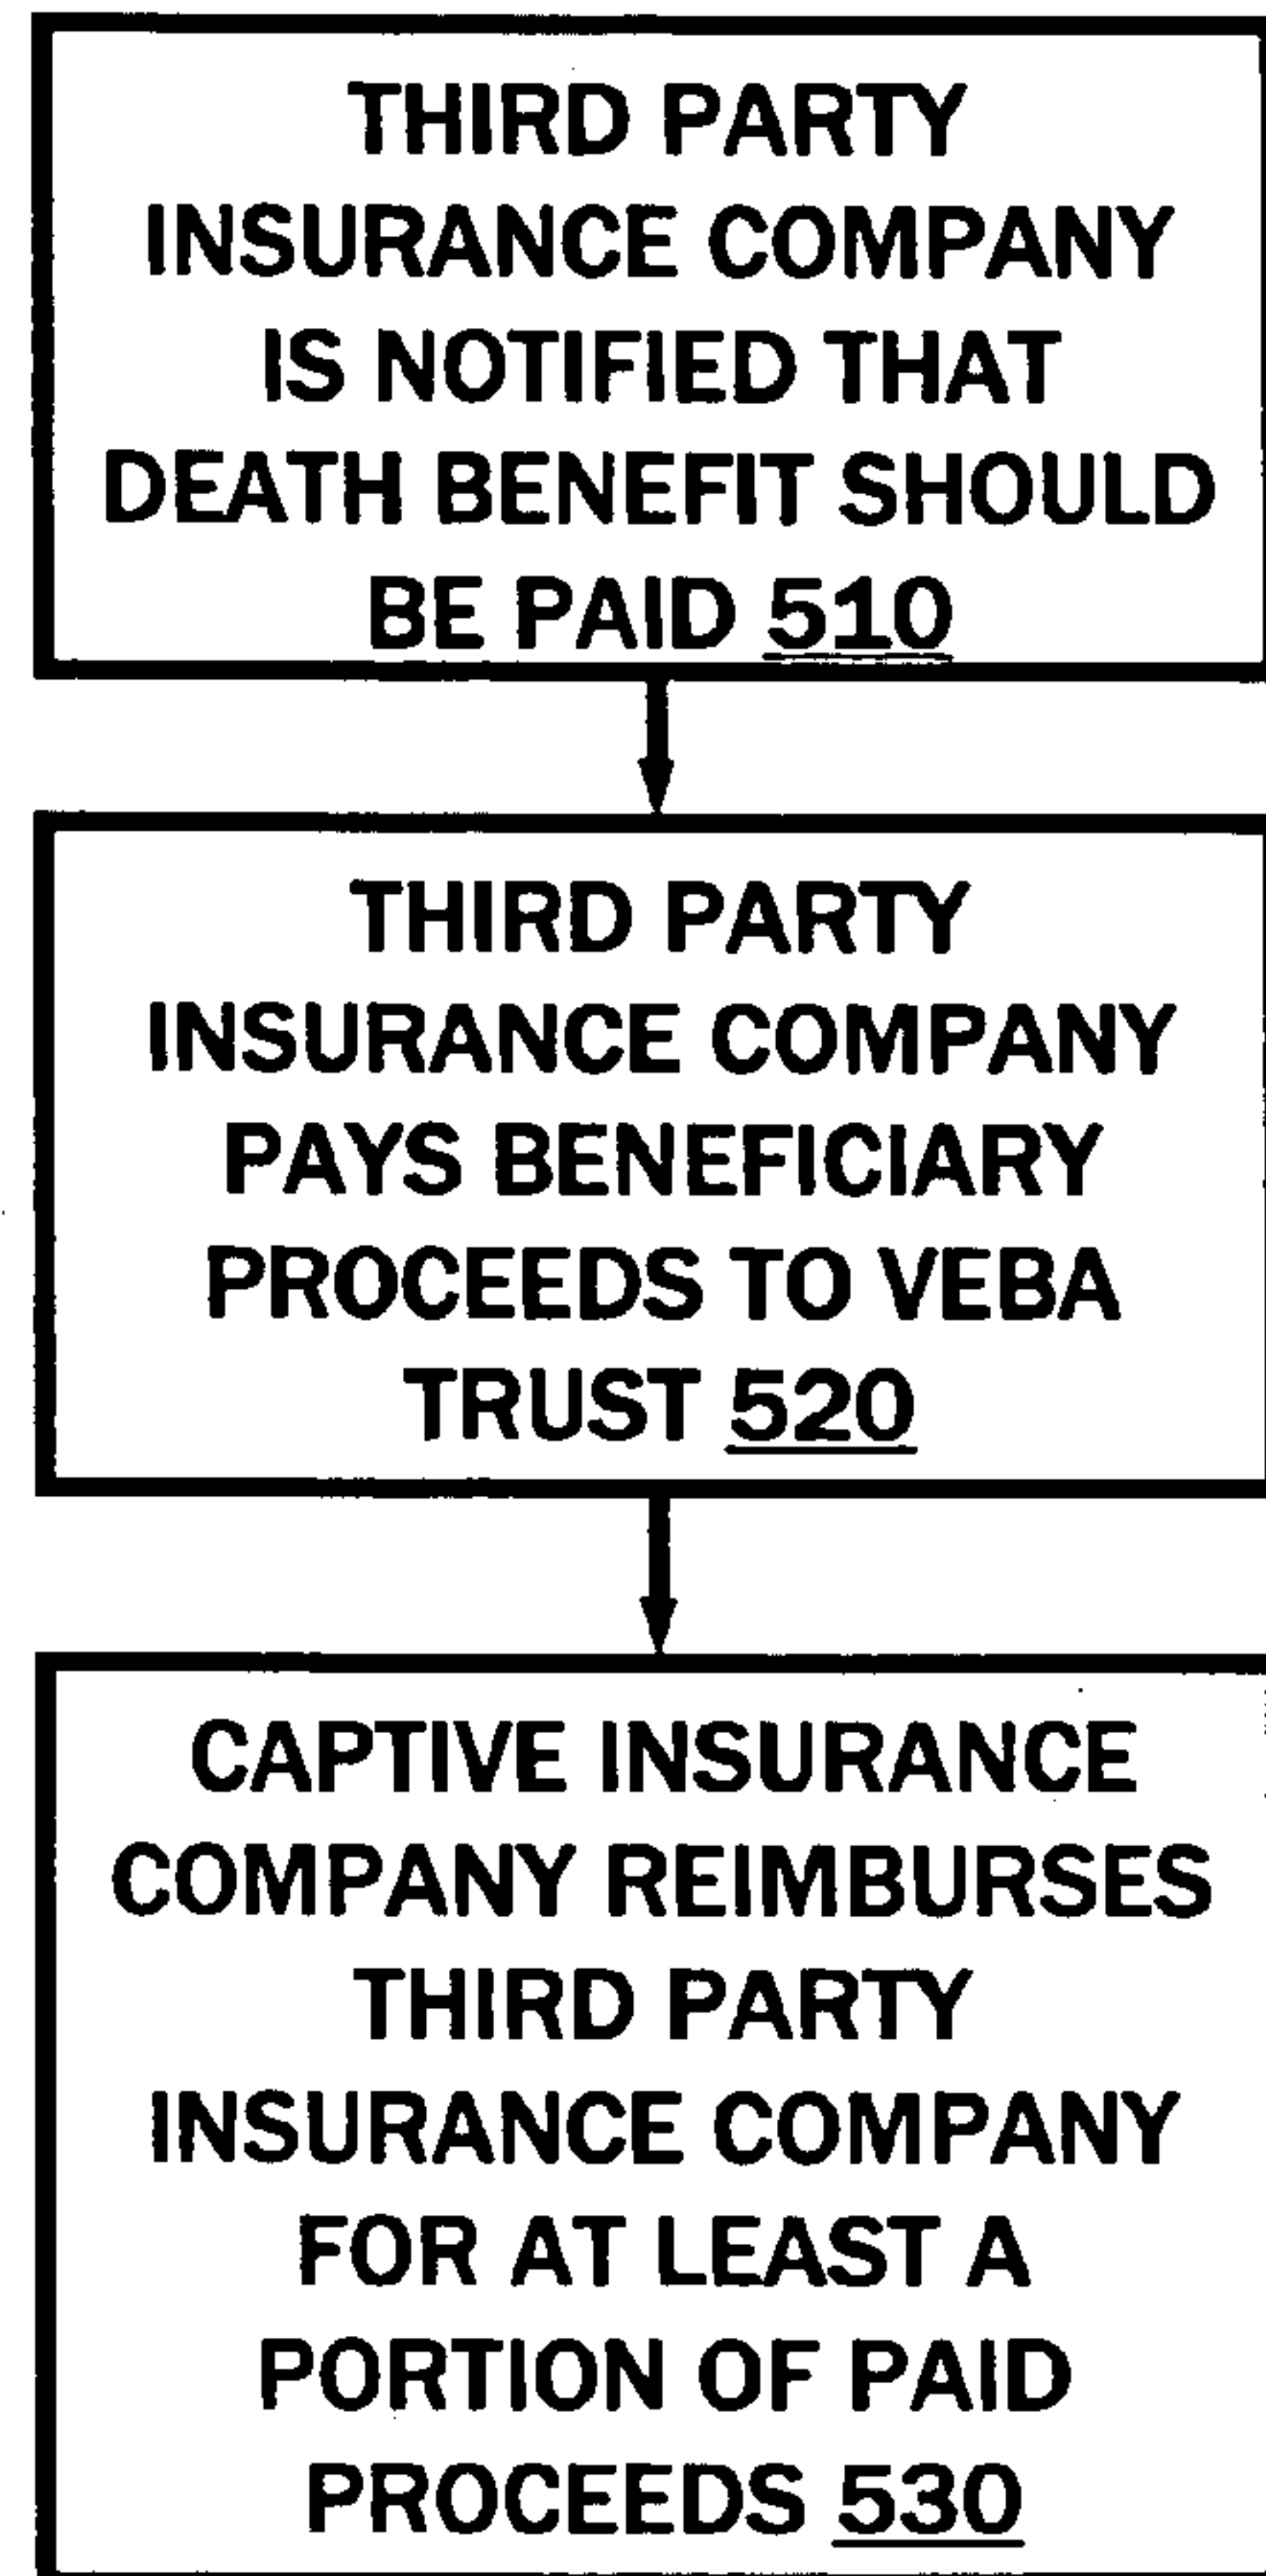 THIRD PARTY
INSURANCE COMPANY
IS NOTIFIED THAT
DEATH BENEFIT SHOULD
BE PAID 510
THIRD PARTY
INSURANCE COMPANY
PAYS BENEFICIARY
PROCEEDS TO VEBA
TRUST 520
CAPTIVE INSURANCE
COMPANY REIMBURSES
THIRD PARTY
INSURANCE COMPANY
FOR AT LEAST A
PORTION OF PAID
PROCEEDS 530